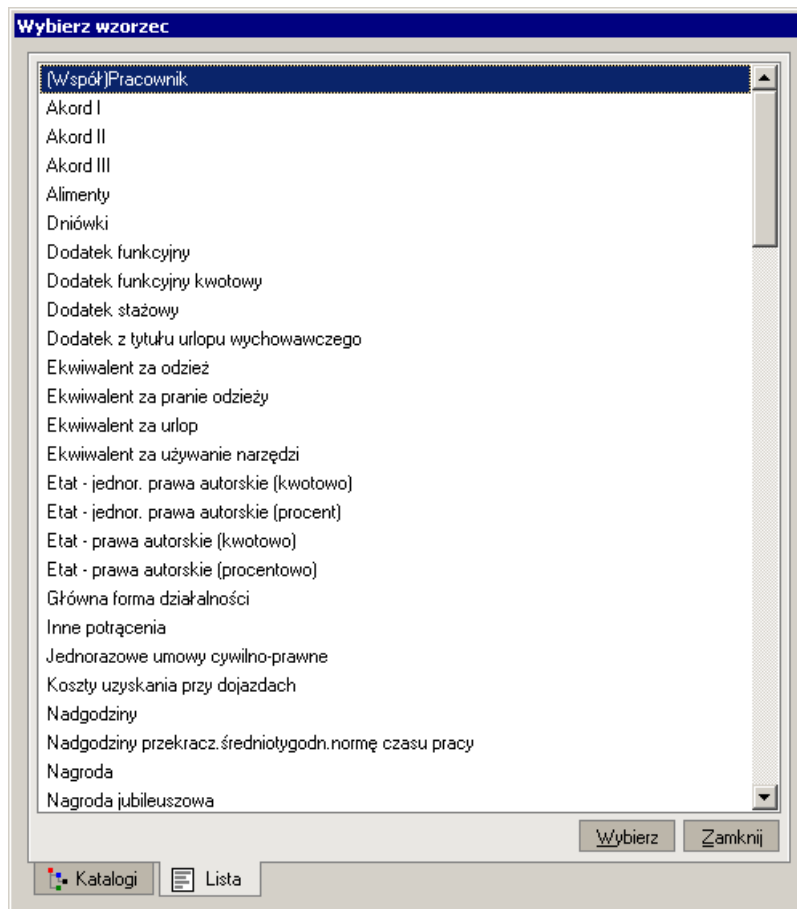 Wybierz wzorzec
(Współ)Pracownik
Akord I
Akord II
Akord III
Alimenty
Dniówki
Dodatek funkcyjny
Dodatek funkcyjny kwotowy
Dodatek stażowy
Dodatek z tytułu urlopu wychowawczego
Ekwiwalent za odzież
Ekwiwalent za pranie odzieży
Ekwiwalent za urlop
Ekwiwalent za używanie narzędzi
Etat - jednor. prawa autorskie (kwotowo)
Etat - jednor. prawa autorskie (procent)
Etat - prawa autorskie (kwotowo)
Etat - prawa autorskie (procentowo)
Główna forma działalności
Inne potrącenia
Jednorazowe umowy cywilno-prawne
Koszty uzyskania przy dojazdach
Nadgodziny
Nadgodziny przekracz.średniotygodn.normę czasu pracy
Nagroda
Nagroda jubileuszowa
Wybierz Zamknij
Katalogi Lista